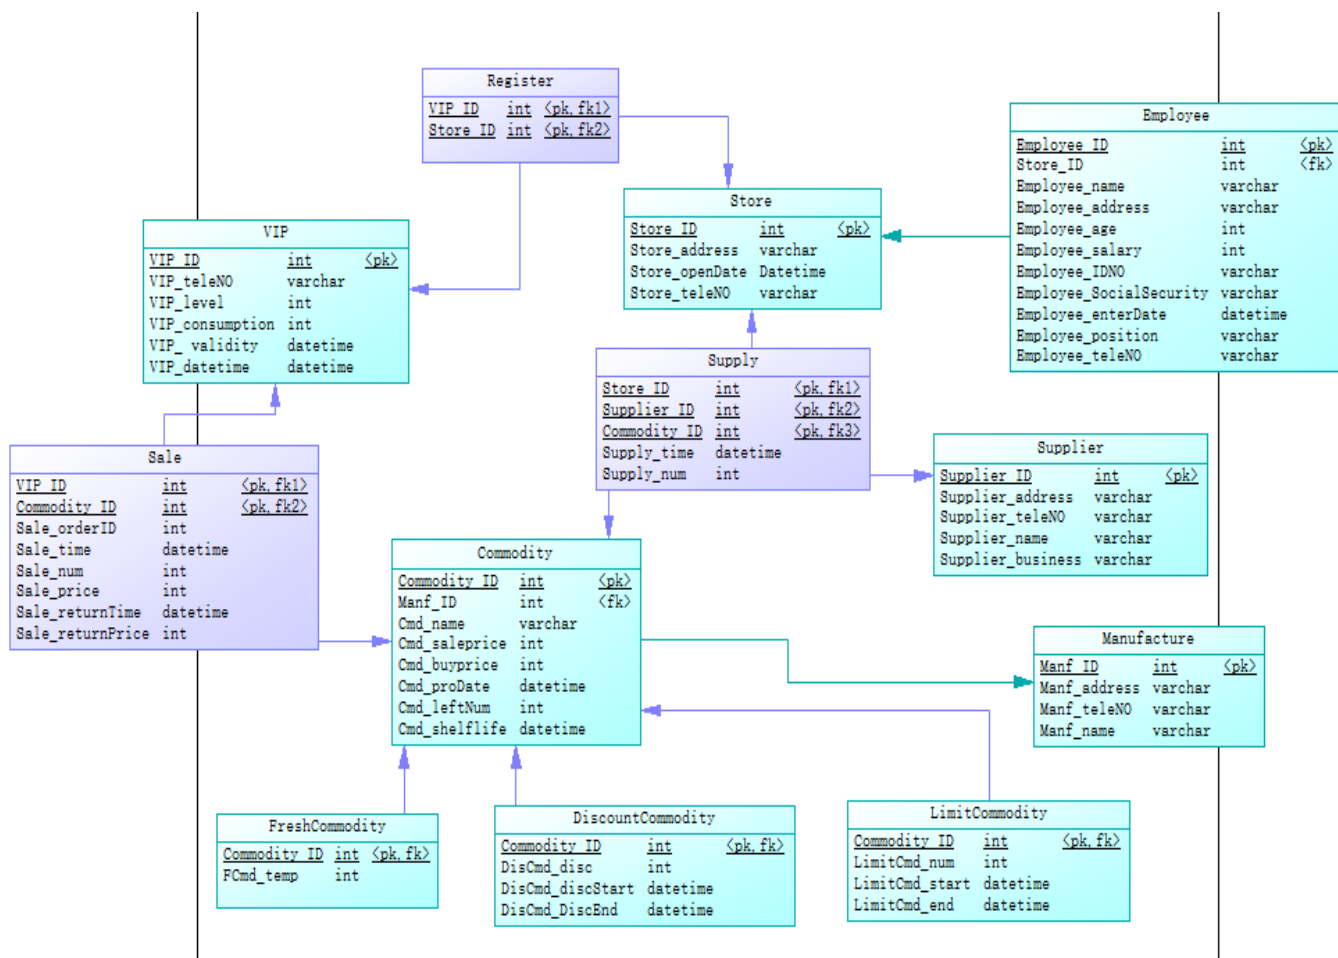 Register
VIP_ID int <pk,fk1>
Store_ID int <pk,fk2>
Employee
Employee_ID int <pk>
Store_ID int <fk>
Employee_name varchar
Employee_address varchar
Employee_age int
Employee_salary int
Employee_IDNO varchar
Employee_SocialSecurity varchar
Employee_enterDate datetime
Employee_position varchar
Employee_teleNO varchar
Store
Store_ID int <pk>
Store_address varchar
Store_openDate Datetime
Store_teleNO varchar
VIP
VIP_ID int <pk>
VIP_teleNO varchar
VIP_level int
VIP_consumption int
VIP_ validity datetime
VIP_datetime datetime
Supply
Store_ID int <pk,fk1>
Supplier_ID int <pk,fk2>
Commodity_ID int <pk,fk3>
Supply_time datetime
Supply_num int
Sale
VIP_ID int <pk,fk1>
Commodity_ID int <pk,fk2>
Sale_orderID int
Sale_time datetime
Sale_num int
Sale_price int
Sale_returnTime datetime
Sale_returnPrice int
Supplier
Supplier_ID int <pk>
Supplier_address varchar
Supplier_teleNO varchar
Supplier_name varchar
Supplier_business varchar
Commodity
Commodity_ID int <pk>
Manf_ID int <fk>
Cmd_name varchar
Cmd_saleprice int
Cmd_buyprice int
Cmd_proDate datetime
Cmd_leftNum int
Cmd_shelflife datetime
Manufacture
Manf_ID int <pk>
Manf_address varchar
Manf_teleNO varchar
Manf_name varchar
FreshCommodity
Commodity_ID int <pk,fk>
FCmd_temp int
DiscountCommodity
Commodity_ID int <pk,fk>
DisCmd_disc int
DisCmd_discStart datetime
DisCmd_DiscEnd datetime
LimitCommodity
Commodity_ID int <pk,fk>
LimitCmd_num int
LimitCmd_start datetime
LimitCmd_end datetime